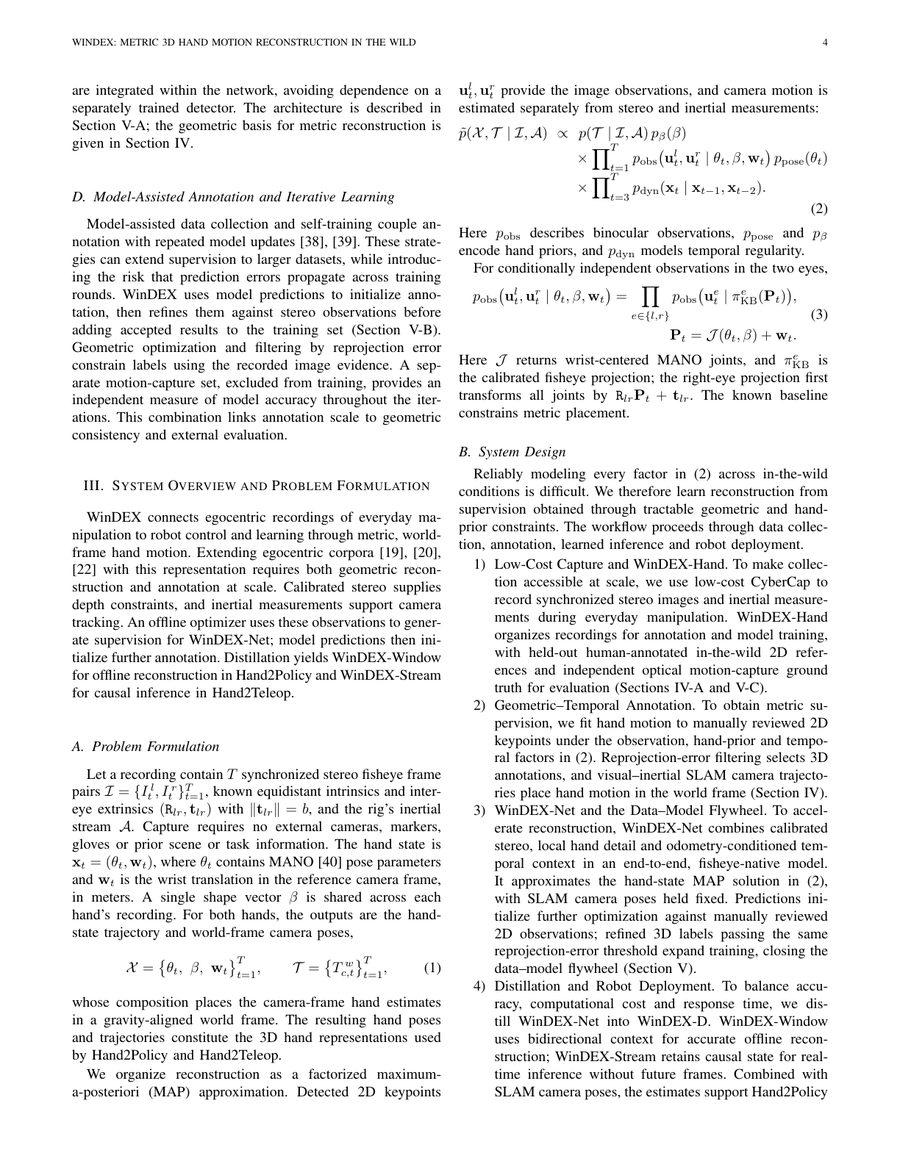 WINDEX: METRIC 3D HAND MOTION RECONSTRUCTION IN THE WILD 4
are integrated within the network, avoiding dependence on a
separately trained detector. The architecture is described in
Section V-A; the geometric basis for metric reconstruction is
given in Section IV.
D. Model-Assisted Annotation and Iterative Learning
Model-assisted data collection and self-training couple an-
notation with repeated model updates [38], [39]. These strate-
gies can extend supervision to larger datasets, while introduc-
ing the risk that prediction errors propagate across training
rounds. WinDEX uses model predictions to initialize anno-
tation, then refines them against stereo observations before
adding accepted results to the training set (Section V-B).
Geometric optimization and filtering by reprojection error
constrain labels using the recorded image evidence. A sep-
arate motion-capture set, excluded from training, provides an
independent measure of model accuracy throughout the iter-
ations. This combination links annotation scale to geometric
consistency and external evaluation.
III. SYSTEM OVERVIEW AND PROBLEM FORMULATION
WinDEX connects egocentric recordings of everyday ma-
nipulation to robot control and learning through metric, world-
frame hand motion. Extending egocentric corpora [19], [20],
[22] with this representation requires both geometric recon-
struction and annotation at scale. Calibrated stereo supplies
depth constraints, and inertial measurements support camera
tracking. An offline optimizer uses these observations to gener-
ate supervision for WinDEX-Net; model predictions then ini-
tialize further annotation. Distillation yields WinDEX-Window
for offline reconstruction in Hand2Policy and WinDEX-Stream
for causal inference in Hand2Teleop.
A. Problem Formulation
Let a recording contain T synchronized stereo fisheye frame
pairs I = {I_t^l, I_t^r}_{t=1}^T, known equidistant intrinsics and inter-
eye extrinsics (R_{lr}, t_{lr}) with ‖t_{lr}‖ = b, and the rig's inertial
stream A. Capture requires no external cameras, markers,
gloves or prior scene or task information. The hand state is
x_t = (θ_t, w_t), where θ_t contains MANO [40] pose parameters
and w_t is the wrist translation in the reference camera frame,
in meters. A single shape vector β is shared across each
hand's recording. For both hands, the outputs are the hand-
state trajectory and world-frame camera poses,
X = {θ_t, β, w_t}_{t=1}^T, T = {T_{c,t}^w}_{t=1}^T, (1)
whose composition places the camera-frame hand estimates
in a gravity-aligned world frame. The resulting hand poses
and trajectories constitute the 3D hand representations used
by Hand2Policy and Hand2Teleop.
We organize reconstruction as a factorized maximum-
a-posteriori (MAP) approximation. Detected 2D keypoints
u_t^l, u_t^r provide the image observations, and camera motion is
estimated separately from stereo and inertial measurements:
p̃(X, T | I, A) ∝ p(T | I, A) p_β(β)
× ∏_{t=1}^T p_obs(u_t^l, u_t^r | θ_t, β, w_t) p_pose(θ_t)
× ∏_{t=3}^T p_dyn(x_t | x_{t−1}, x_{t−2}).
(2)
Here p_obs describes binocular observations, p_pose and p_β
encode hand priors, and p_dyn models temporal regularity.
For conditionally independent observations in the two eyes,
p_obs(u_t^l, u_t^r | θ_t, β, w_t) = ∏_{e∈{l,r}} p_obs(u_t^e | π_KB^e(P_t)),
(3)
P_t = J(θ_t, β) + w_t.
Here J returns wrist-centered MANO joints, and π_KB^e is
the calibrated fisheye projection; the right-eye projection first
transforms all joints by R_{lr}P_t + t_{lr}. The known baseline
constrains metric placement.
B. System Design
Reliably modeling every factor in (2) across in-the-wild
conditions is difficult. We therefore learn reconstruction from
supervision obtained through tractable geometric and hand-
prior constraints. The workflow proceeds through data collec-
tion, annotation, learned inference and robot deployment.
1) Low-Cost Capture and WinDEX-Hand. To make collec-
tion accessible at scale, we use low-cost CyberCap to
record synchronized stereo images and inertial measure-
ments during everyday manipulation. WinDEX-Hand
organizes recordings for annotation and model training,
with held-out human-annotated in-the-wild 2D refer-
ences and independent optical motion-capture ground
truth for evaluation (Sections IV-A and V-C).
2) Geometric–Temporal Annotation. To obtain metric su-
pervision, we fit hand motion to manually reviewed 2D
keypoints under the observation, hand-prior and tempo-
ral factors in (2). Reprojection-error filtering selects 3D
annotations, and visual–inertial SLAM camera trajecto-
ries place hand motion in the world frame (Section IV).
3) WinDEX-Net and the Data–Model Flywheel. To accel-
erate reconstruction, WinDEX-Net combines calibrated
stereo, local hand detail and odometry-conditioned tem-
poral context in an end-to-end, fisheye-native model.
It approximates the hand-state MAP solution in (2),
with SLAM camera poses held fixed. Predictions ini-
tialize further optimization against manually reviewed
2D observations; refined 3D labels passing the same
reprojection-error threshold expand training, closing the
data–model flywheel (Section V).
4) Distillation and Robot Deployment. To balance accu-
racy, computational cost and response time, we dis-
till WinDEX-Net into WinDEX-D. WinDEX-Window
uses bidirectional context for accurate offline recon-
struction; WinDEX-Stream retains causal state for real-
time inference without future frames. Combined with
SLAM camera poses, the estimates support Hand2Policy